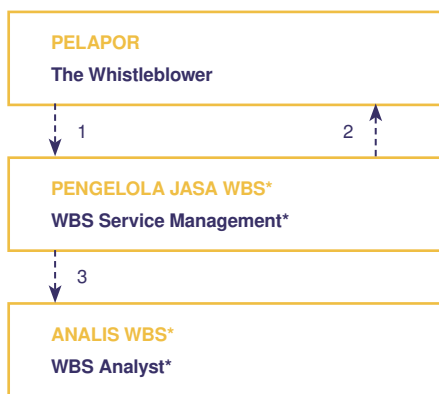 PELAPOR
The Whistleblower
1
2
PENGELOLA JASA WBS*
WBS Service Management*
3
ANALIS WBS*
WBS Analyst*